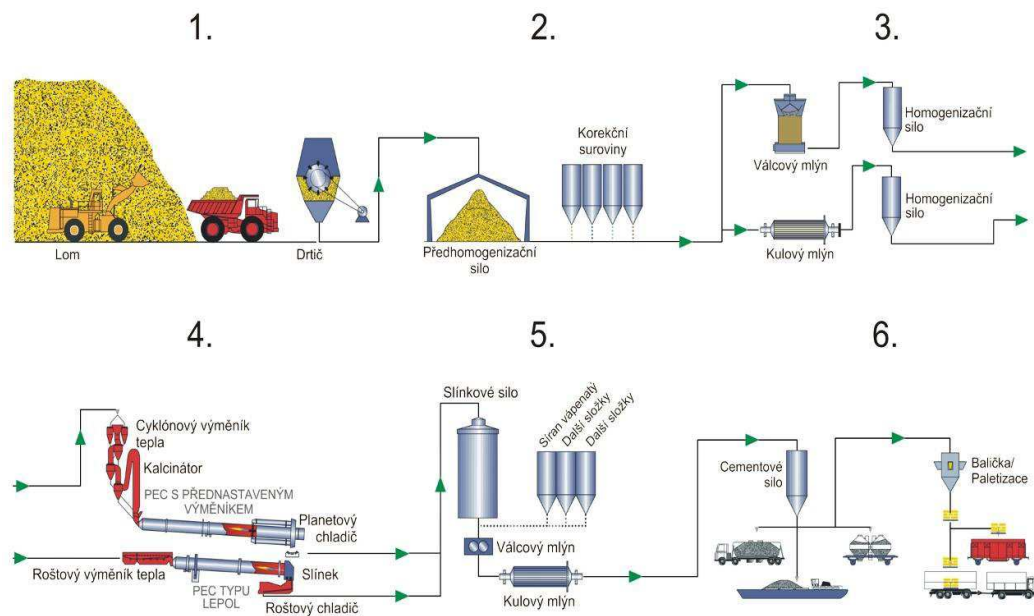 1.
2.
3.
Lom
Drtič
Předhomogenizační
silo
Korekční
suroviny
Válcový mlýn
Homogenizační
silo
Kulový mlýn
Homogenizační
silo
4.
5.
6.
Cyklónový výměník
tepla
Kalcinátor
PEC S PŘEDNASTAVENÝM
VÝMĚNÍKEM
Planetový
chladič
Roštový výměník tepla
PEC TYPU
LEPOL
Slínek
Roštový chladič
Slínkové silo
Síran vápenatý
Další složky
Další složky
Válcový mlýn
Kulový mlýn
Cementové
silo
Balička/
Paletizace